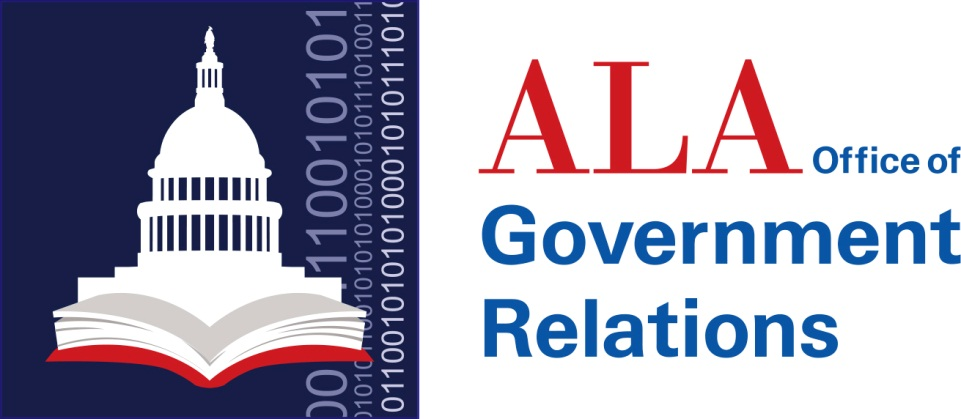 ALA Office of
Government
Relations